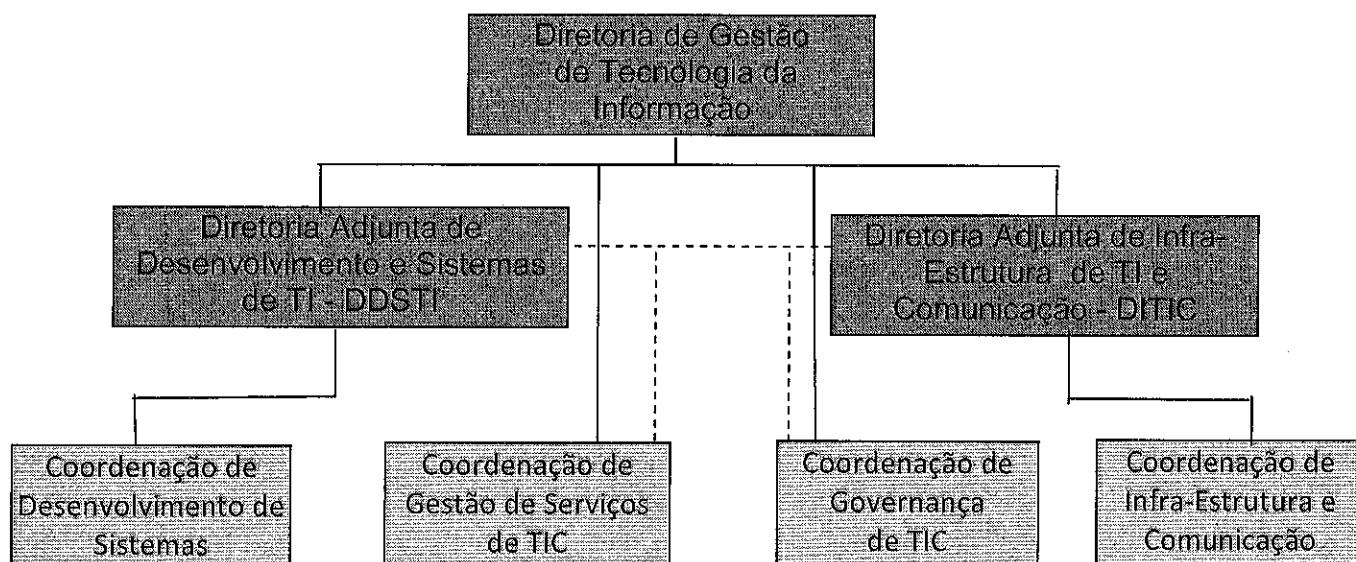 Diretoria de Gestão
de Tecnologia da
Informação
Diretoria Adjunta de
Desenvolvimento e Sistemas
de TI - DDSTI
Diretoria Adjunta de Infra-
Estrutura de TI e
Comunicação - DITIC
Coordenação de
Desenvolvimento de
Sistemas
Coordenação de
Gestão de Serviços
de TIC
Coordenação de
Governança
de TIC
Coordenação de
Infra-Estrutura e
Comunicação